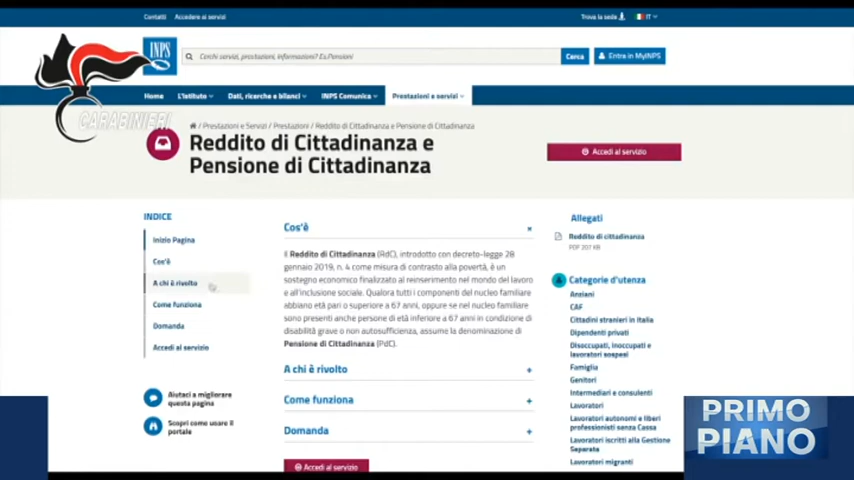 Contatti Accedere ai servizi
Trova la sede
IT
INPS
Cerchi servizi, prestazioni, informazioni? Es.Pensioni
Cerca
Entra in MyINPS
Home L'Istituto Dati, ricerche e bilanci INPS Comunica Prestazioni e servizi
CARABINIERI
/ Prestazioni e Servizi / Prestazioni / Reddito di Cittadinanza e Pensione di Cittadinanza
Reddito di Cittadinanza e
Pensione di Cittadinanza
Accedi al servizio
INDICE
Inizio Pagina
Cos'è
A chi è rivolto
Come funziona
Domanda
Accedi al servizio
Aiutaci a migliorare
questa pagina
Scopri come usare il
portale
Cos'è
Il Reddito di Cittadinanza (RdC), introdotto con decreto-legge 28
gennaio 2019, n. 4 come misura di contrasto alla povertà, è un
sostegno economico finalizzato al reinserimento nel mondo del lavoro
e all'inclusione sociale. Qualora tutti i componenti del nucleo familiare
abbiano età pari o superiore a 67 anni, oppure se nel nucleo familiare
sono presenti anche persone di età inferiore a 67 anni in condizione di
disabilità grave o non autosufficienza, assume la denominazione di
Pensione di Cittadinanza (PdC).
A chi è rivolto +
Come funziona +
Domanda +
Accedi al servizio
Allegati
Reddito di cittadinanza
PDF 207 KB
Categorie d'utenza
Anziani
CAF
Cittadini stranieri in Italia
Dipendenti privati
Disoccupati, inoccupati e
lavoratori sospesi
Famiglia
Genitori
Intermediari e consulenti
Lavoratori
Lavoratori autonomi e liberi
professionisti senza Cassa
Lavoratori iscritti alla Gestione
Separata
Lavoratori migranti
PRIMO
PIANO